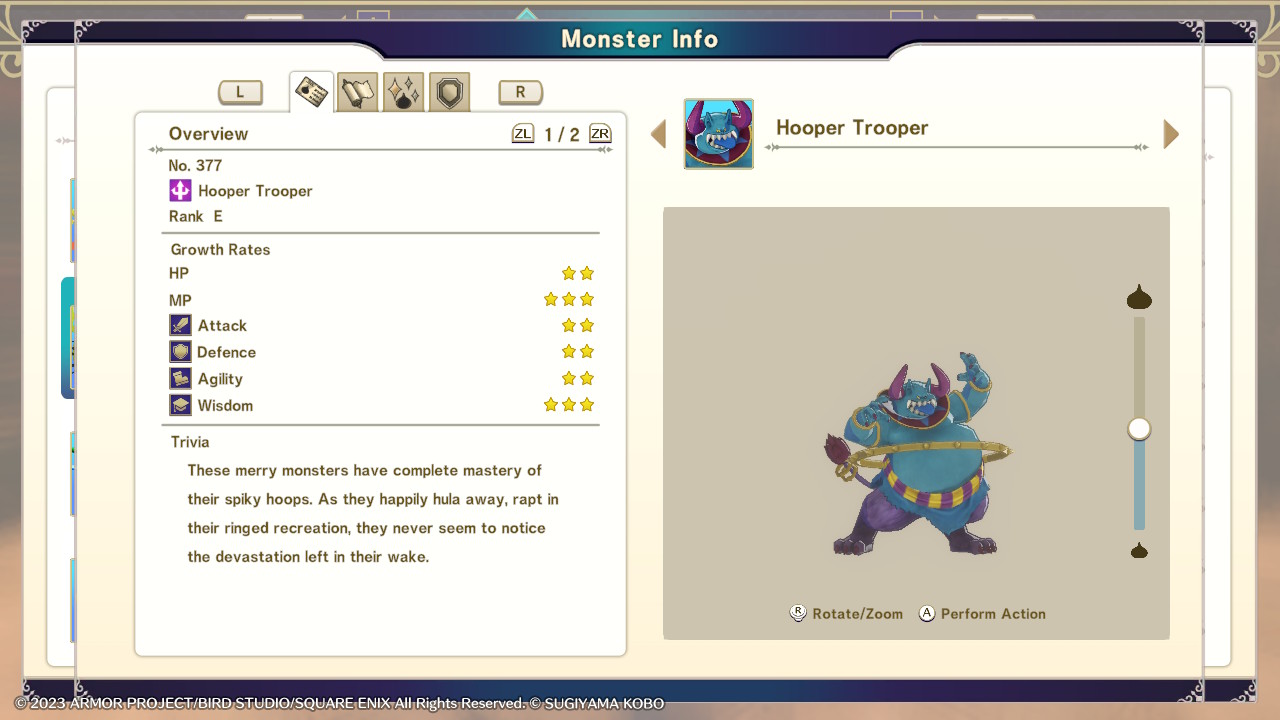 Monster Info
L
R
Overview
ZL 1 / 2 ZR
No. 377
Hooper Trooper
Rank E
Growth Rates
HP
MP
Attack
Defence
Agility
Wisdom
Trivia
These merry monsters have complete mastery of
their spiky hoops. As they happily hula away, rapt in
their ringed recreation, they never seem to notice
the devastation left in their wake.
Hooper Trooper
R Rotate/Zoom A Perform Action
© 2023 ARMOR PROJECT/BIRD STUDIO/SQUARE ENIX All Rights Reserved. © SUGIYAMA KOBO